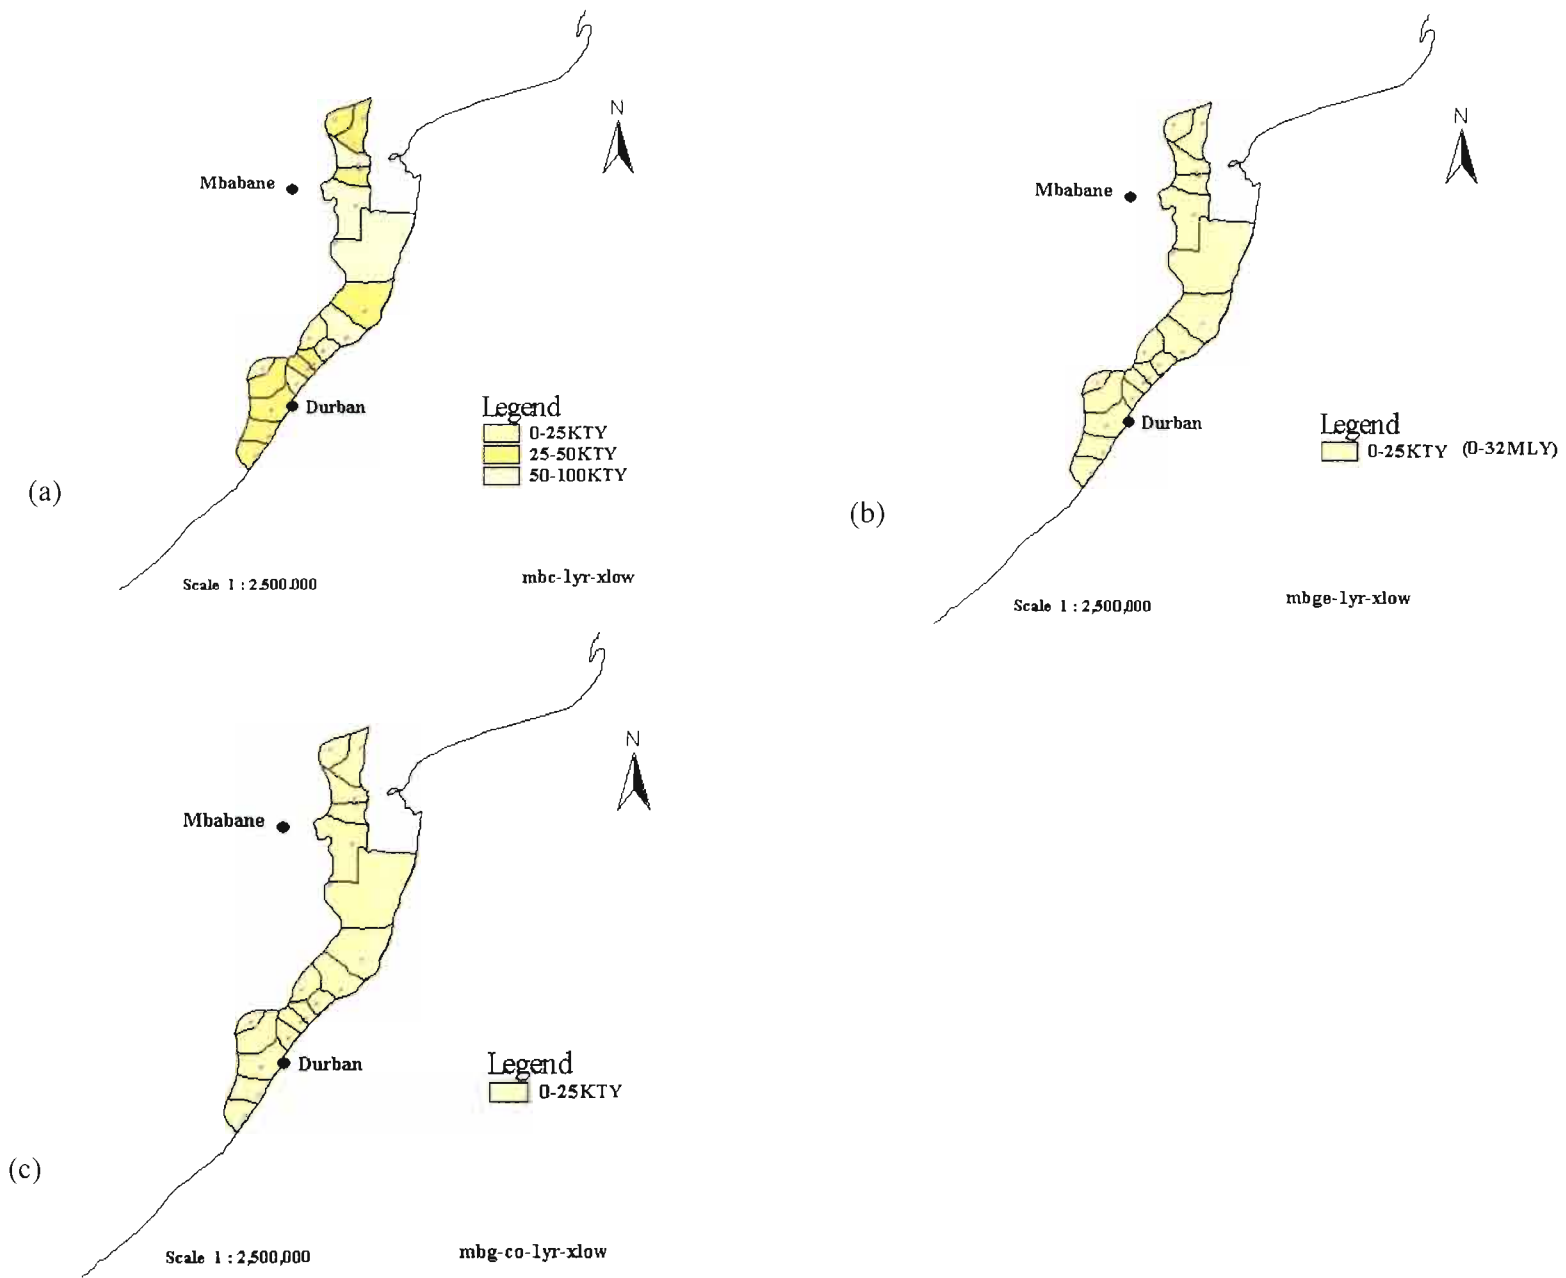 N
Mbabane
Durban
Legend
0-25KTY
25-50KTY
50-100KTY
(a)
Scale 1 : 2,500,000
mbc-1yr-xlow
N
Mbabane
Durban
Legend
0-25KTY (0-32MLY)
(b)
Scale 1 : 2,500,000
mbge-1yr-xlow
N
Mbabane
Durban
Legend
0-25KTY
(c)
Scale 1 : 2,500,000
mbg-co-1yr-xlow